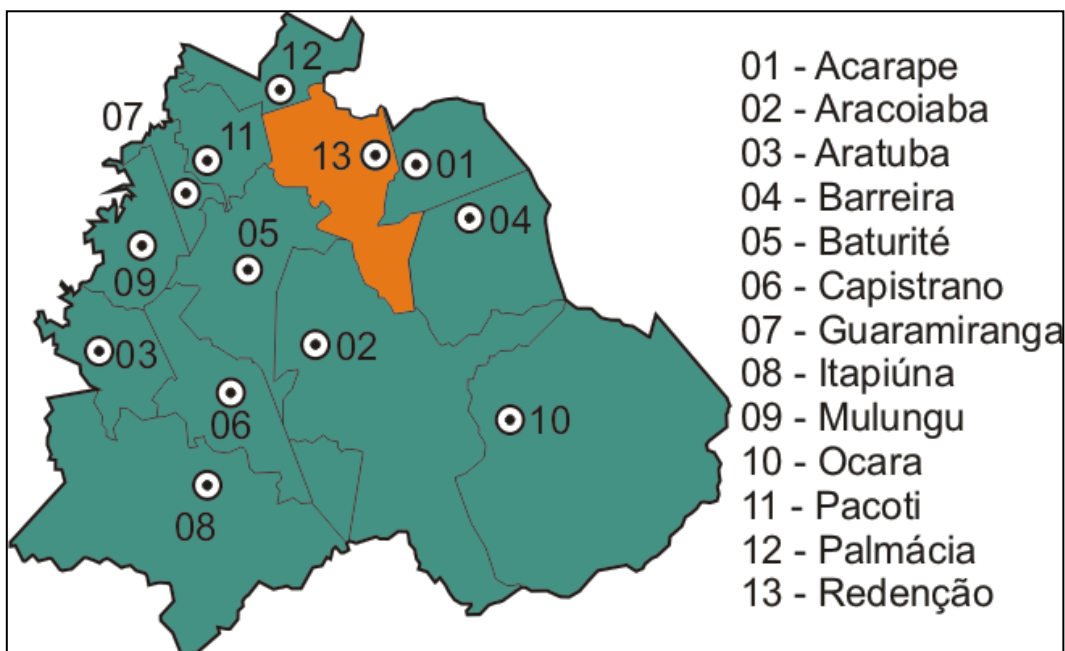 12
07
11
13
01
04
05
09
03
02
06
10
08
01 - Acarape
02 - Aracoiaba
03 - Aratuba
04 - Barreira
05 - Baturité
06 - Capistrano
07 - Guaramiranga
08 - Itapiúna
09 - Mulungu
10 - Ocara
11 - Pacoti
12 - Palmácia
13 - Redenção